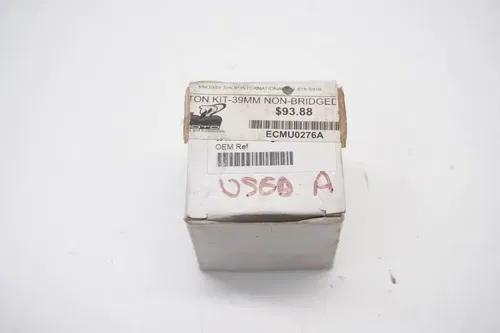 TON KIT-39MM NON-BRIDGED
$93.88
ECMU0276A
OEM Ref
USED A